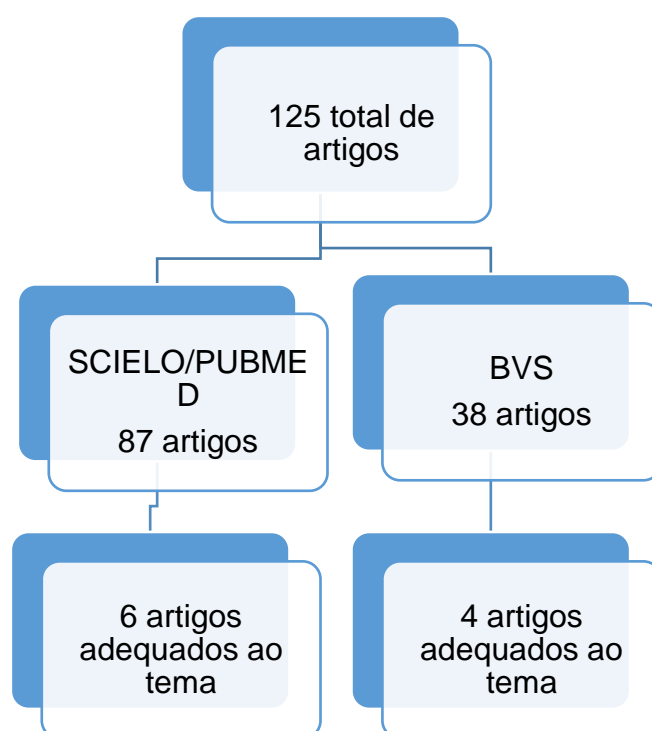 125 total de
artigos
SCIELO/PUBME
D
87 artigos
BVS
38 artigos
6 artigos
adequados ao
tema
4 artigos
adequados ao
tema